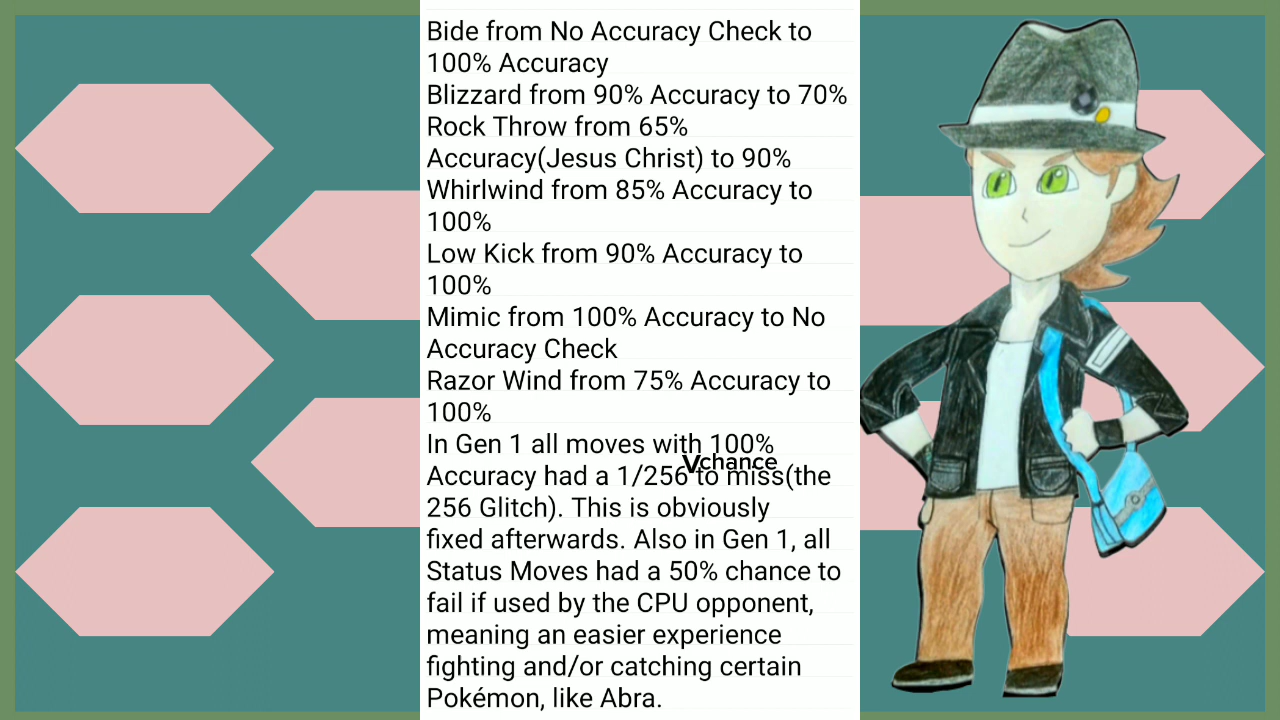 Bide from No Accuracy Check to
100% Accuracy
Blizzard from 90% Accuracy to 70%
Rock Throw from 65%
Accuracy(Jesus Christ) to 90%
Whirlwind from 85% Accuracy to
100%
Low Kick from 90% Accuracy to
100%
Mimic from 100% Accuracy to No
Accuracy Check
Razor Wind from 75% Accuracy to
100%
In Gen 1 all moves with 100%
Vchance
Accuracy had a 1/256 to miss(the
256 Glitch). This is obviously
fixed afterwards. Also in Gen 1, all
Status Moves had a 50% chance to
fail if used by the CPU opponent,
meaning an easier experience
fighting and/or catching certain
Pokémon, like Abra.